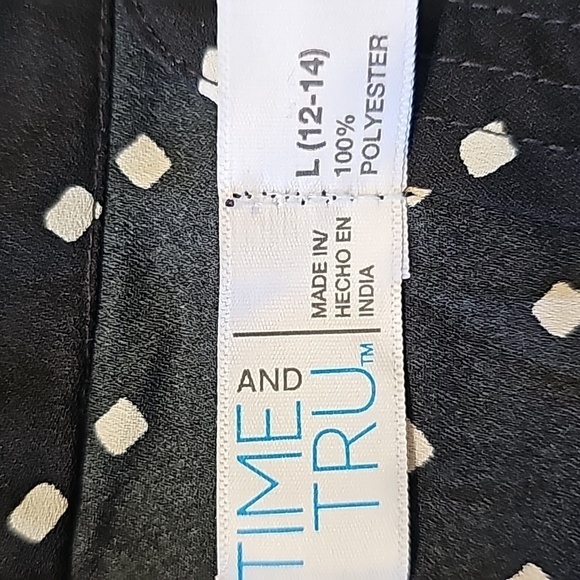 TIME AND
TRU™
MADE IN/
HECHO EN
INDIA
L (12-14)
100%
POLYESTER